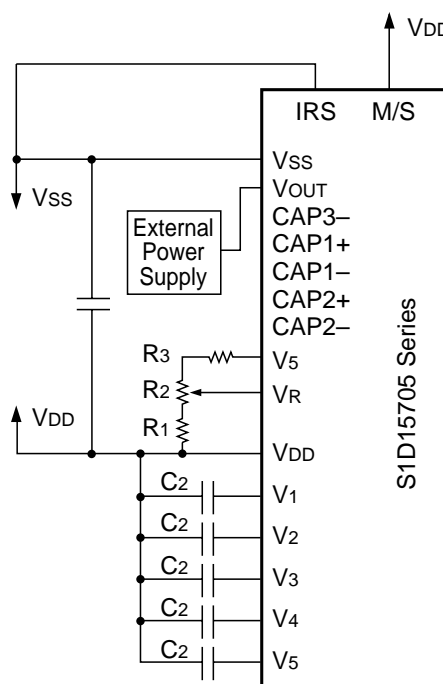 VDD
IRS M/S
VSS
VSS
VOUT
External
Power
Supply
CAP3–
CAP1+
CAP1–
CAP2+
CAP2–
S1D15705 Series
R3
V5
R2
VR
VDD
R1
VDD
C2
V1
C2
V2
C2
V3
C2
V4
C2
V5